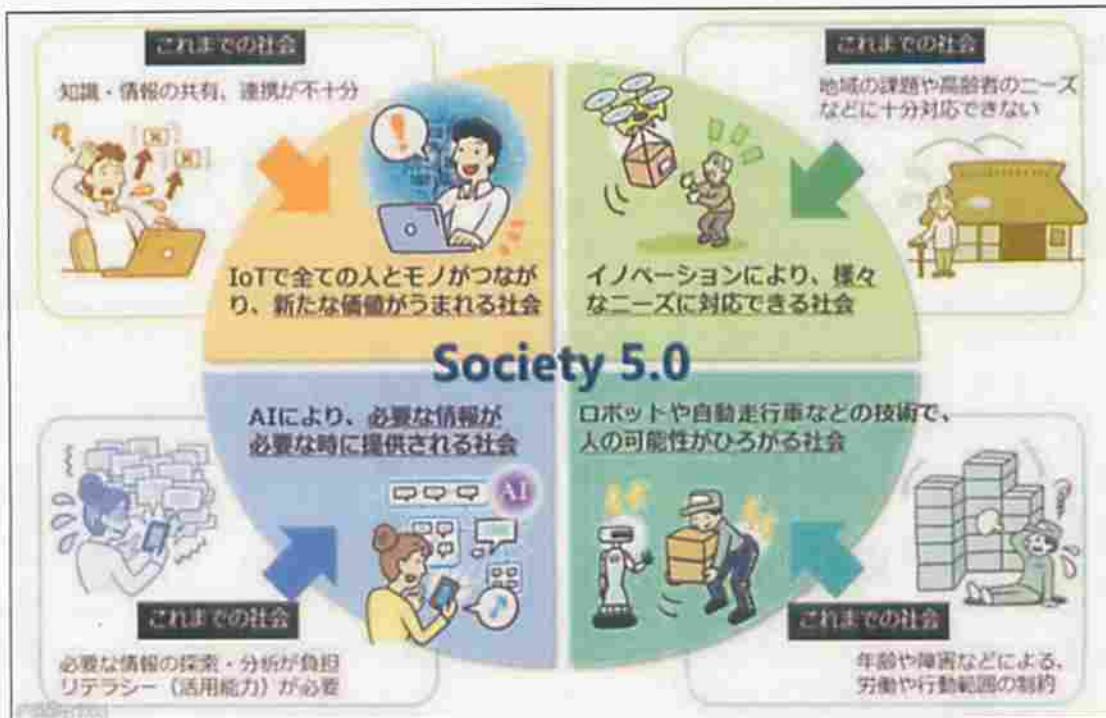 これまでの社会
知識・情報の共有、連携が不十分
IoTで全ての人とモノがつなが
り、新たな価値がうまれる社会
これまでの社会
地域の課題や高齢者のニーズ
などに十分対応できない
イノベーションにより、様々
なニーズに対応できる社会
Society 5.0
AIにより、必要な情報が
必要な時に提供される社会
AI
これまでの社会
必要な情報の探索・分析が負担
リテラシー（活用能力）が必要
ロボットや自動走行車などの技術で、
人の可能性がひろがる社会
これまでの社会
年齢や障害などによる、
労働や行動範囲の制約